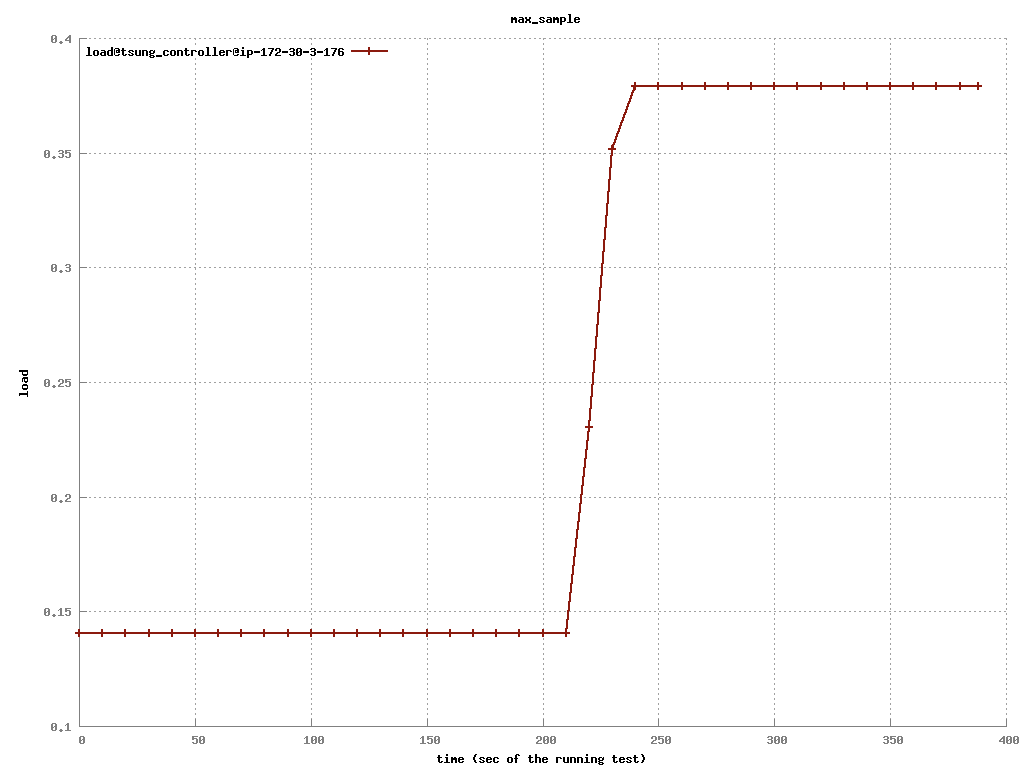 max_sample
load@tsung_controller@ip-172-30-3-176
0.4
0.35
0.3
0.25
0.2
0.15
0.1
load
0 50 100 150 200 250 300 350 400
time (sec of the running test)